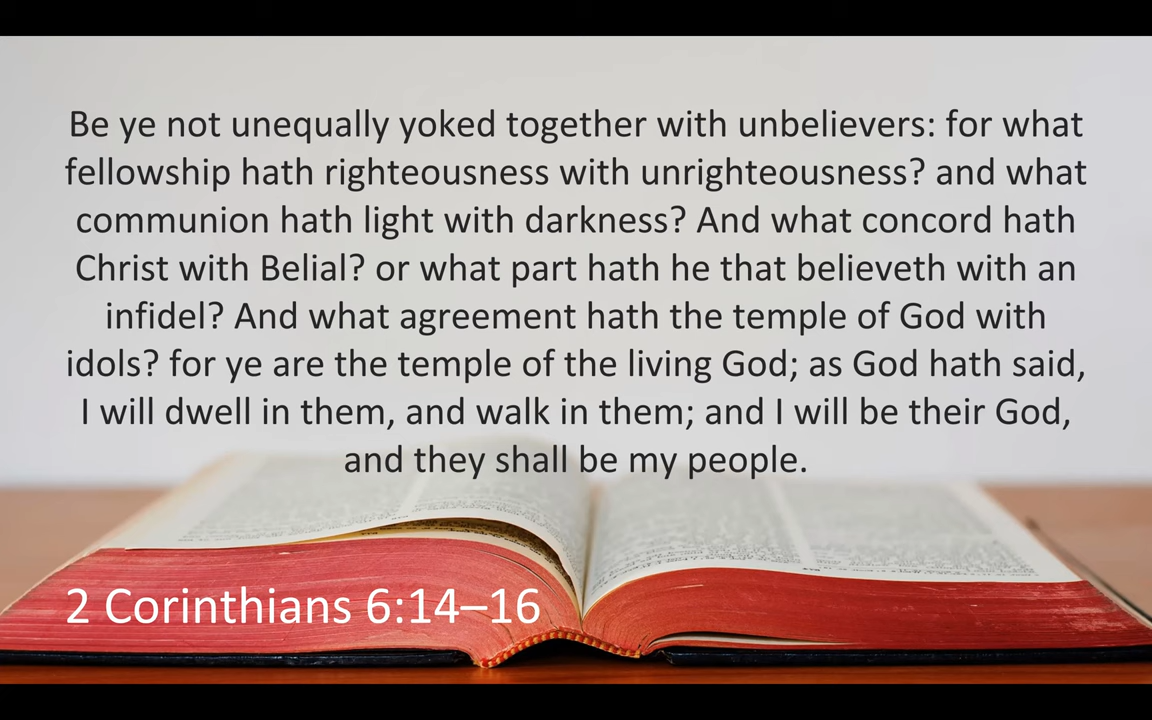 Be ye not unequally yoked together with unbelievers: for what
fellowship hath righteousness with unrighteousness? and what
communion hath light with darkness? And what concord hath
Christ with Belial? or what part hath he that believeth with an
infidel? And what agreement hath the temple of God with
idols? for ye are the temple of the living God; as God hath said,
I will dwell in them, and walk in them; and I will be their God,
and they shall be my people.
2 Corinthians 6:14–16